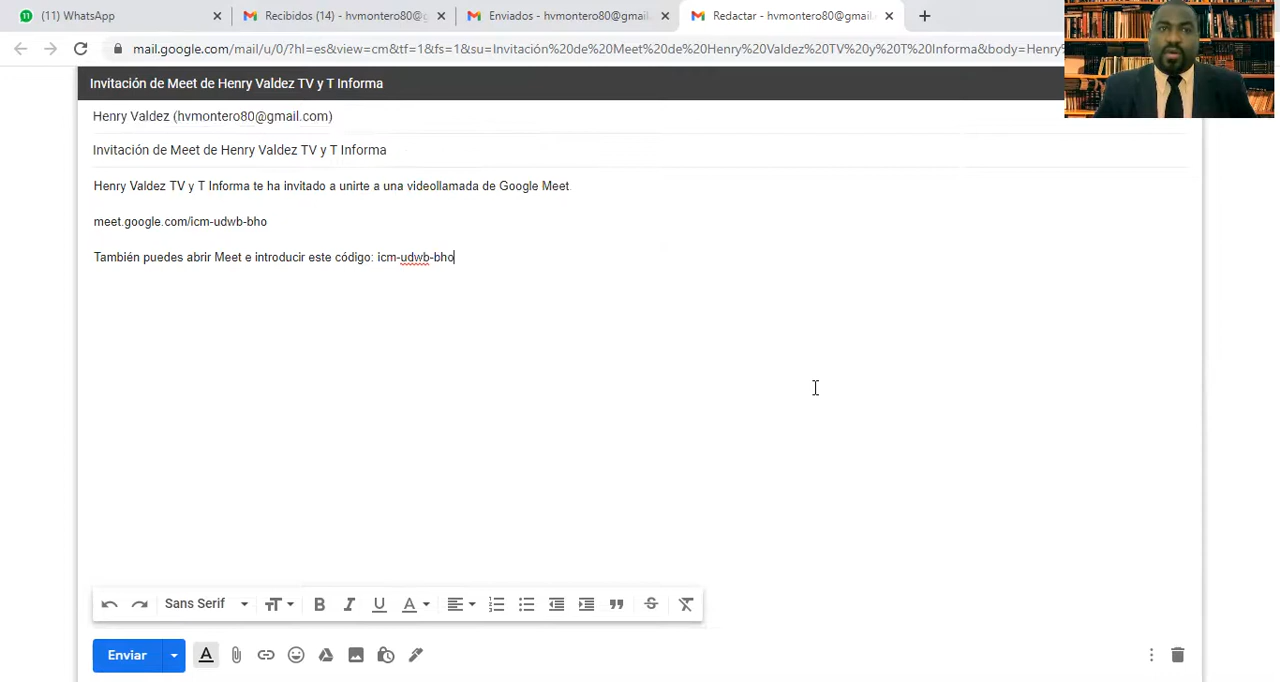 (11) WhatsApp
Recibidos (14) - hvmontero80@g
Enviados - hvmontero80@gmail.
Redactar - hvmontero80@gmail.
mail.google.com/mail/u/0/?hl=es&view=cm&tf=1&fs=1&su=Invitación%20de%20Meet%20de%20Henry%20Valdez%20TV%20y%20T%20Informa&body=Henry%
Invitación de Meet de Henry Valdez TV y T Informa
Henry Valdez (hvmontero80@gmail.com)
Invitación de Meet de Henry Valdez TV y T Informa
Henry Valdez TV y T Informa te ha invitado a unirte a una videollamada de Google Meet.
meet.google.com/icm-udwb-bho
También puedes abrir Meet e introducir este código: icm-udwb-bho
Sans Serif
Enviar